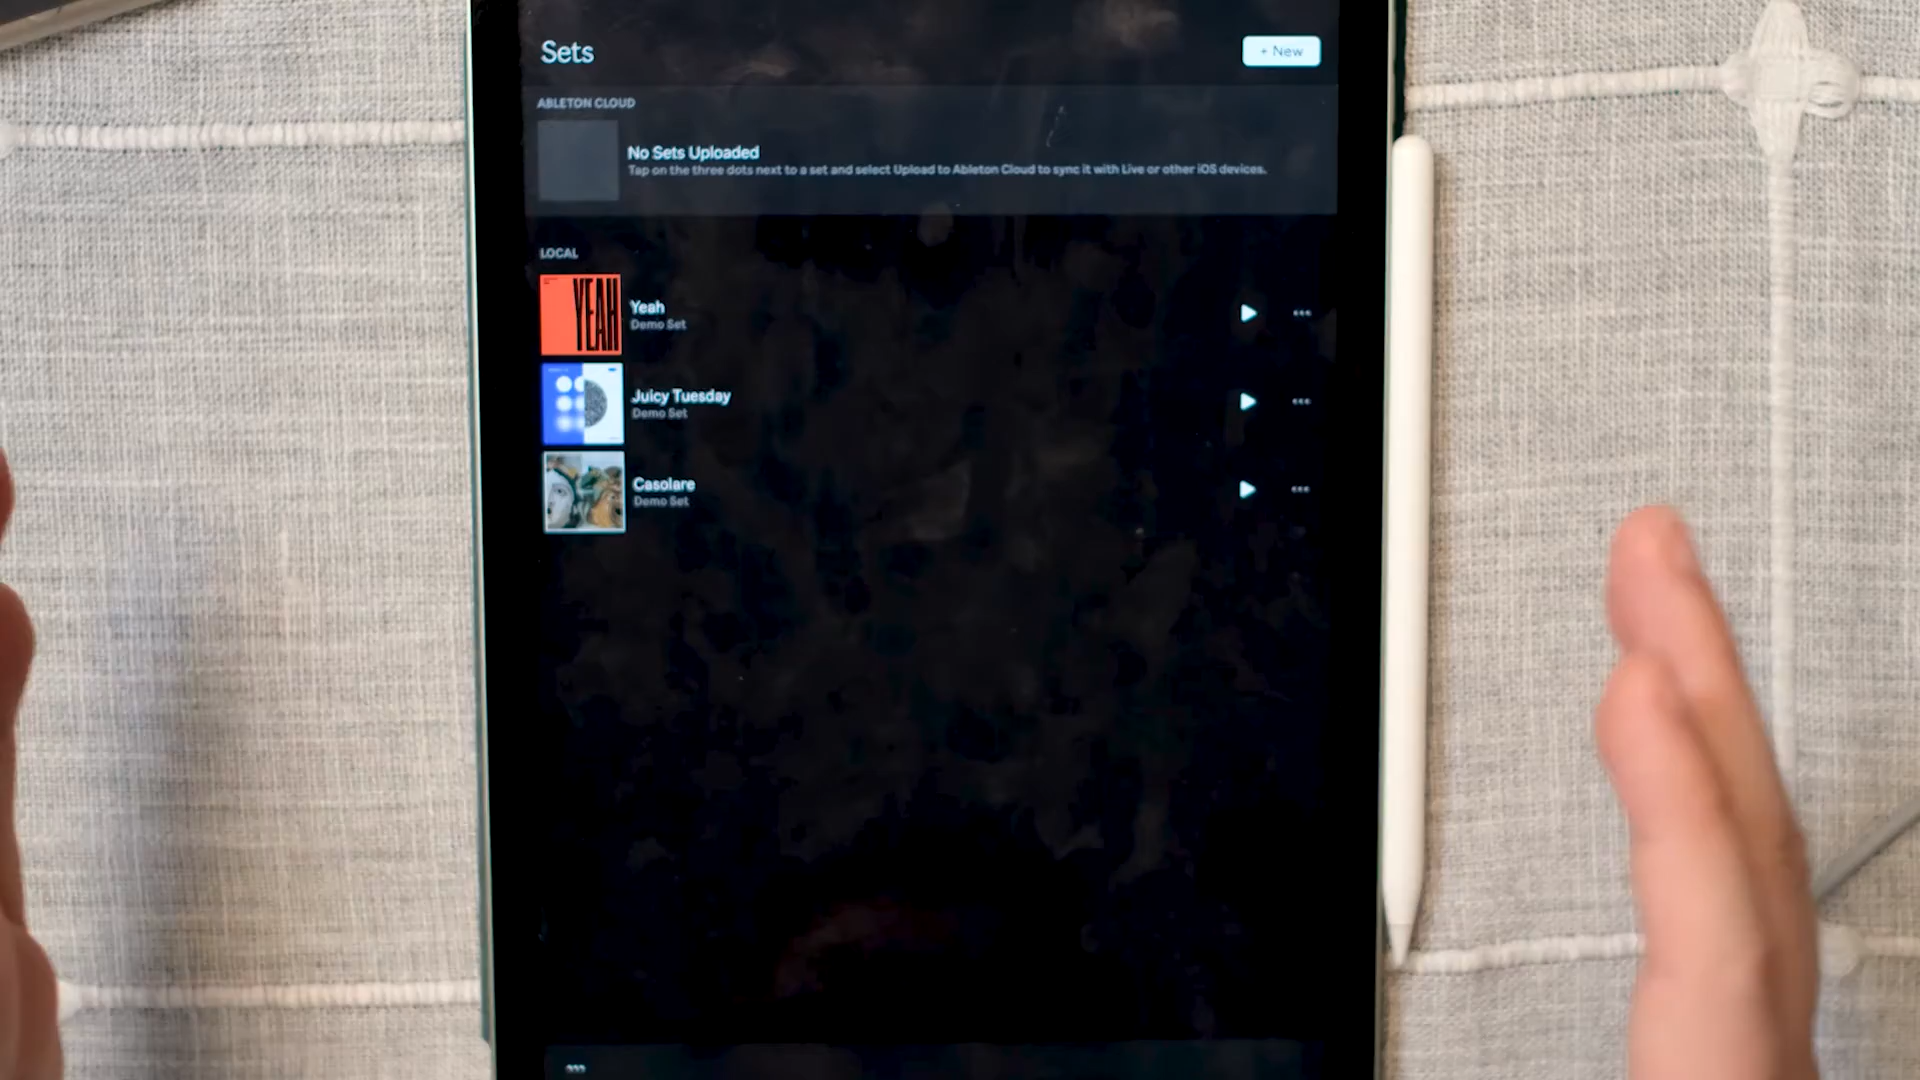 Sets
+ New
ABLETON CLOUD
No Sets Uploaded
Tap on the three dots next to a set and select Upload to Ableton Cloud to sync it with Live or other iOS devices.
LOCAL
YEAH
Yeah
Demo Set
Juicy Tuesday
Demo Set
Casolare
Demo Set